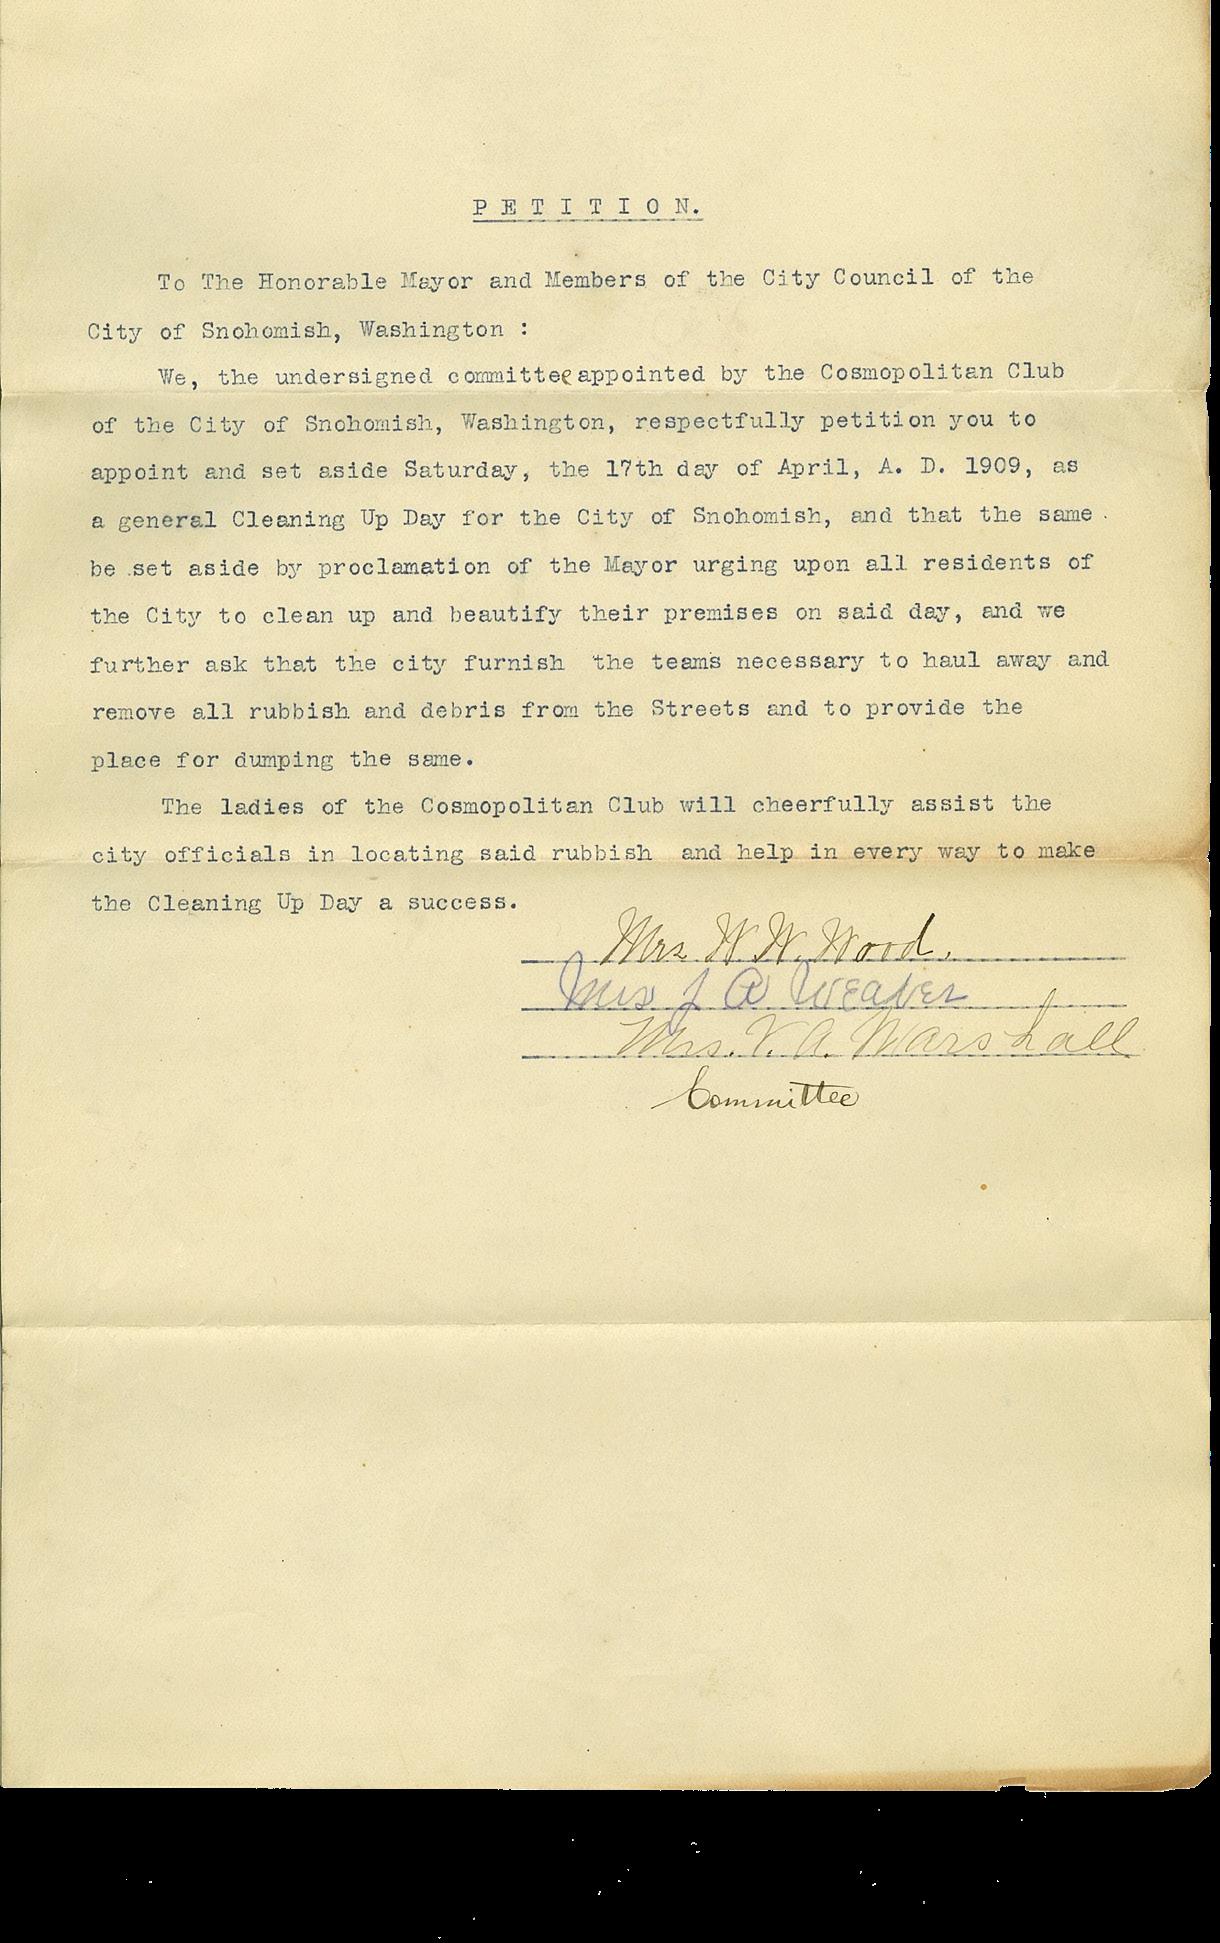 PETITION.
To The Honorable Mayor and Members of the City Council of the
City of Snohomish, Washington :
We, the undersigned committee appointed by the Cosmopolitan Club
of the City of Snohomish, Washington, respectfully petition you to
appoint and set aside Saturday, the 17th day of April, A. D. 1909, as
a general Cleaning Up Day for the City of Snohomish, and that the same
be set aside by proclamation of the Mayor urging upon all residents of
the City to clean up and beautify their premises on said day, and we
further ask that the city furnish the teams necessary to haul away and
remove all rubbish and debris from the Streets and to provide the
place for dumping the same.
The ladies of the Cosmopolitan Club will cheerfully assist the
city officials in locating said rubbish and help in every way to make
the Cleaning Up Day a success.
Mrs W. W. Wood.
Mrs J A Weaver
Mrs. V. A. Marshall
Committee